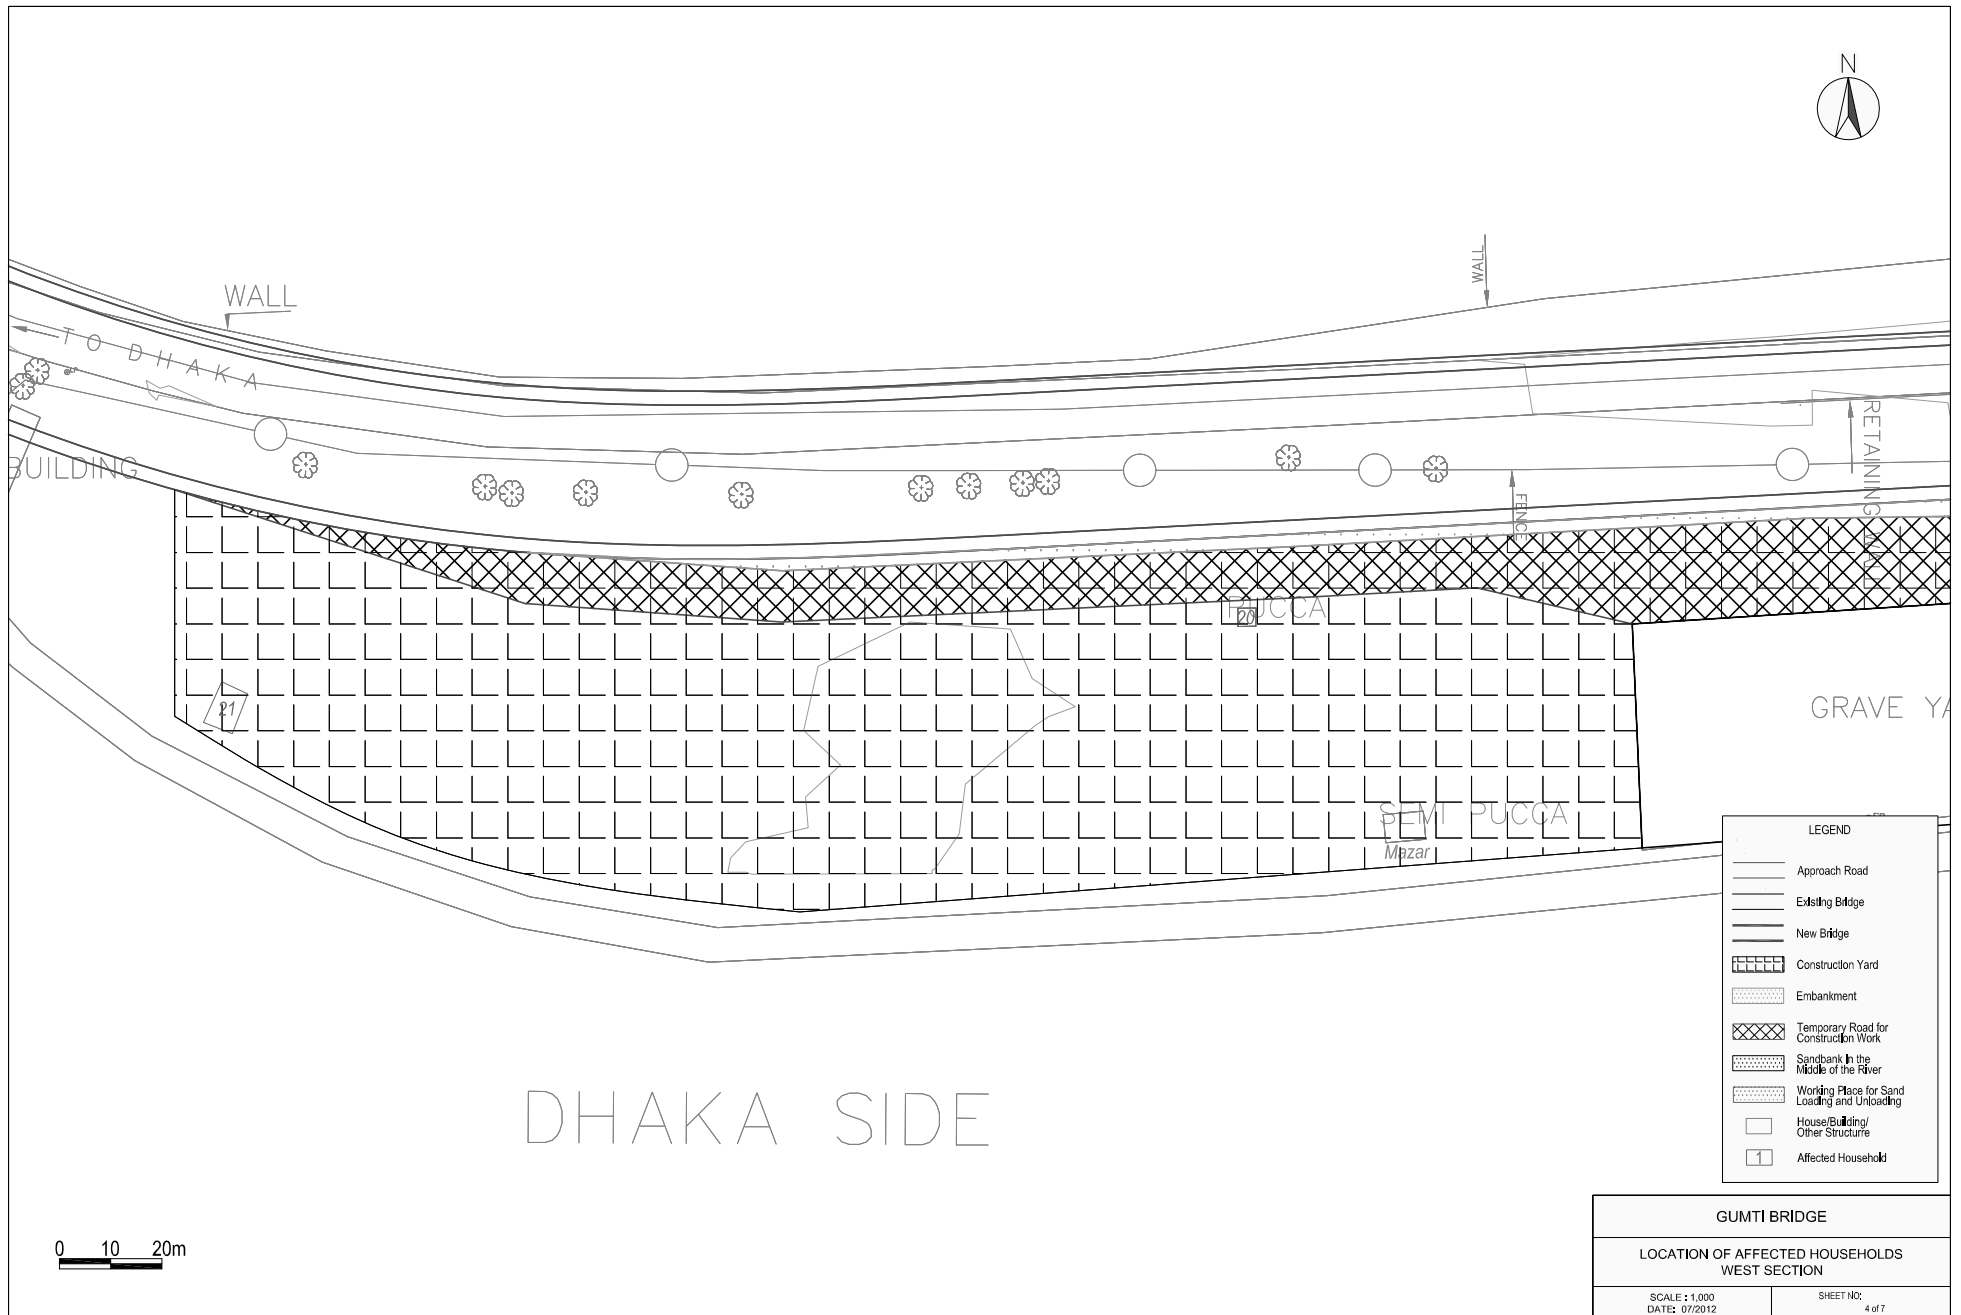 N
WALL
WALL
TO DHAKA
BUILDING
FENCE
RETAINING WALL
PUCCA
20
21
GRAVE YA
SEMI PUCCA
Mazar
LEGEND
Approach Road
Existing Bridge
New Bridge
Construction Yard
Embankment
Temporary Road for
Construction Work
Sandbank in the
Middle of the River
Working Place for Sand
Loading and Unloading
House/Building/
Other Structurre
1 Affected Household
DHAKA SIDE
0 10 20m
GUMTI BRIDGE
LOCATION OF AFFECTED HOUSEHOLDS
WEST SECTION
SCALE : 1,000
DATE: 07/2012
SHEET NO:
4 of 7